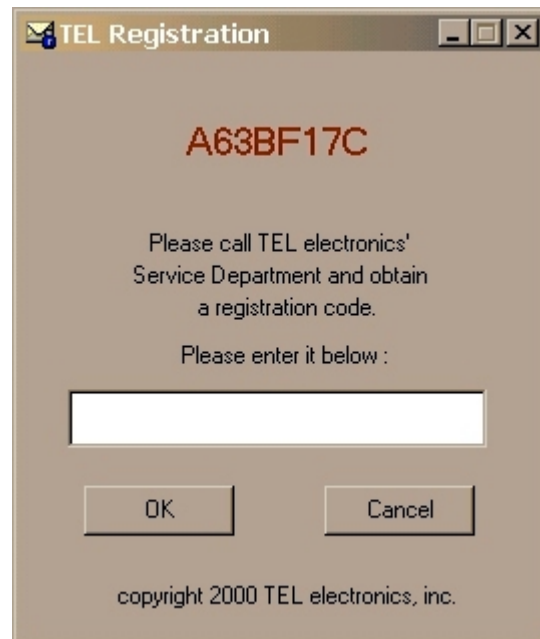 TEL Registration
A63BF17C
Please call TEL electronics'
Service Department and obtain
a registration code.
Please enter it below :
OK
Cancel
copyright 2000 TEL electronics, inc.